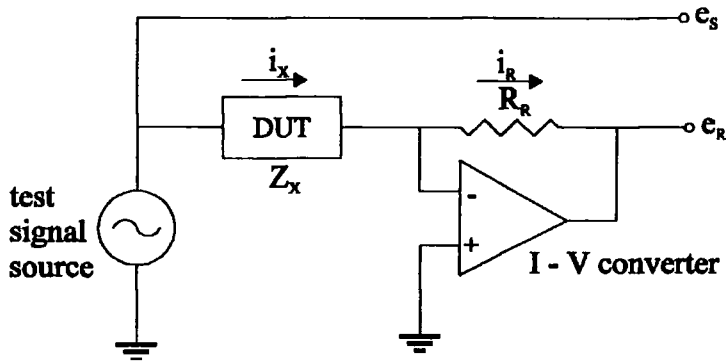 e_S
i_X
i_R
R_R
DUT
e_R
Z_X
-
+
test
signal
source
I - V converter